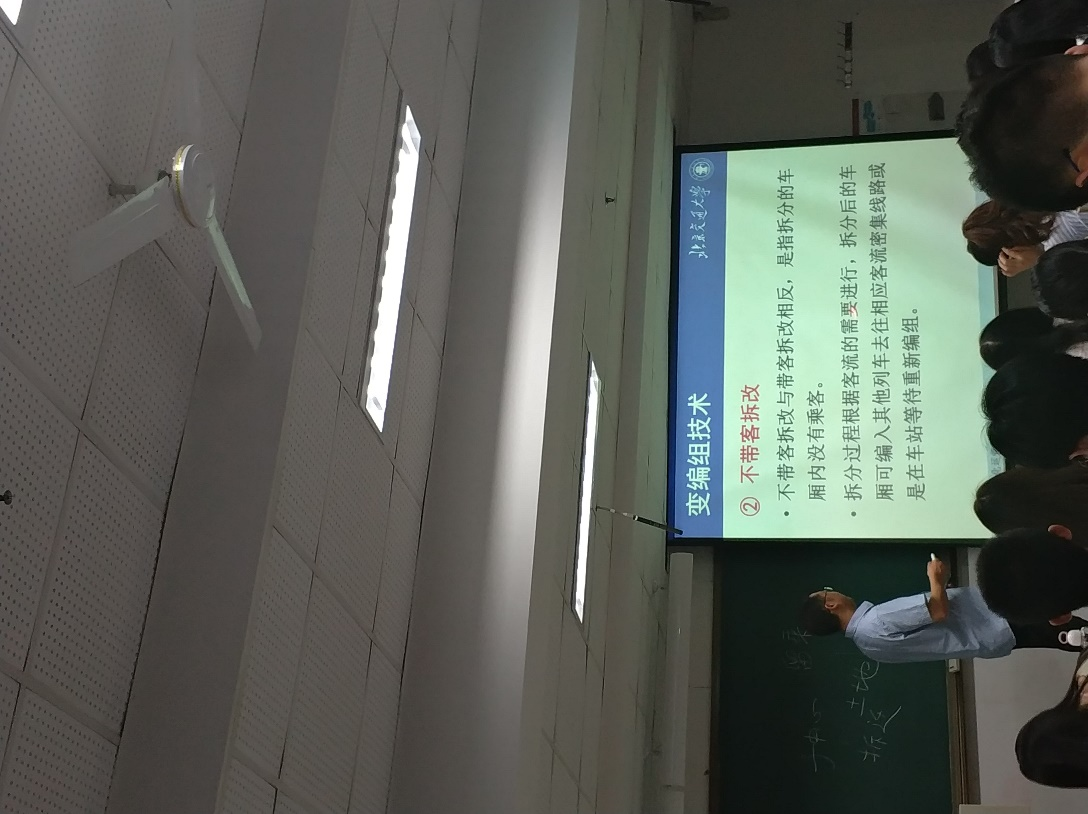 变编组技术
北京交通大学
② 不带客拆改
• 不带客拆改与带客拆改相反，是指拆分的车
厢内没有乘客。
• 拆分过程根据客流的需要进行，拆分后的车
厢可编入其他列车去往相应客流密集线路或
是在车站等待重新编组。
土地